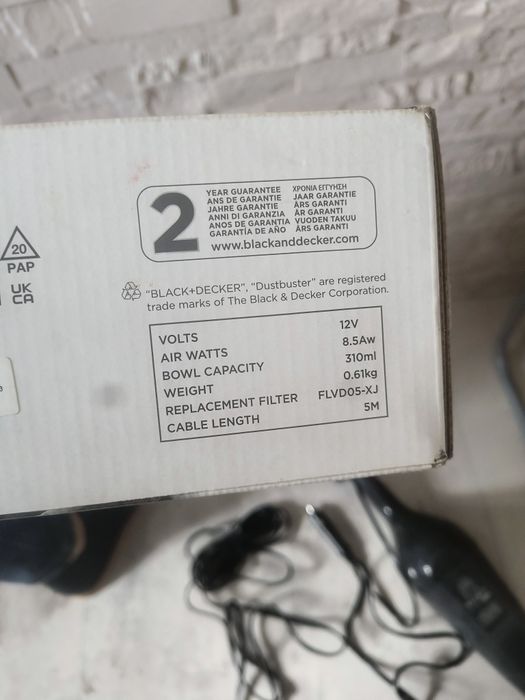 2
YEAR GUARANTEE ΧΡΟΝΙΑ ΕΓΓΥΗΣΗ
ANS DE GARANTIE JAAR GARANTIE
JAHRE GARANTIE ÅRS GARANTI
ANNI DI GARANZIA ÅR GARANTI
ANOS DE GARANTIA VUODEN TAKUU
GARANTÍA DE AÑO ÅRS GARANTI
www.blackanddecker.com
20
PAP
UK
CA
"BLACK+DECKER", "Dustbuster" are registered
trade marks of The Black & Decker Corporation.
VOLTS 12V
AIR WATTS 8.5Aw
BOWL CAPACITY 310ml
WEIGHT 0.61kg
REPLACEMENT FILTER FLVD05-XJ
CABLE LENGTH 5M